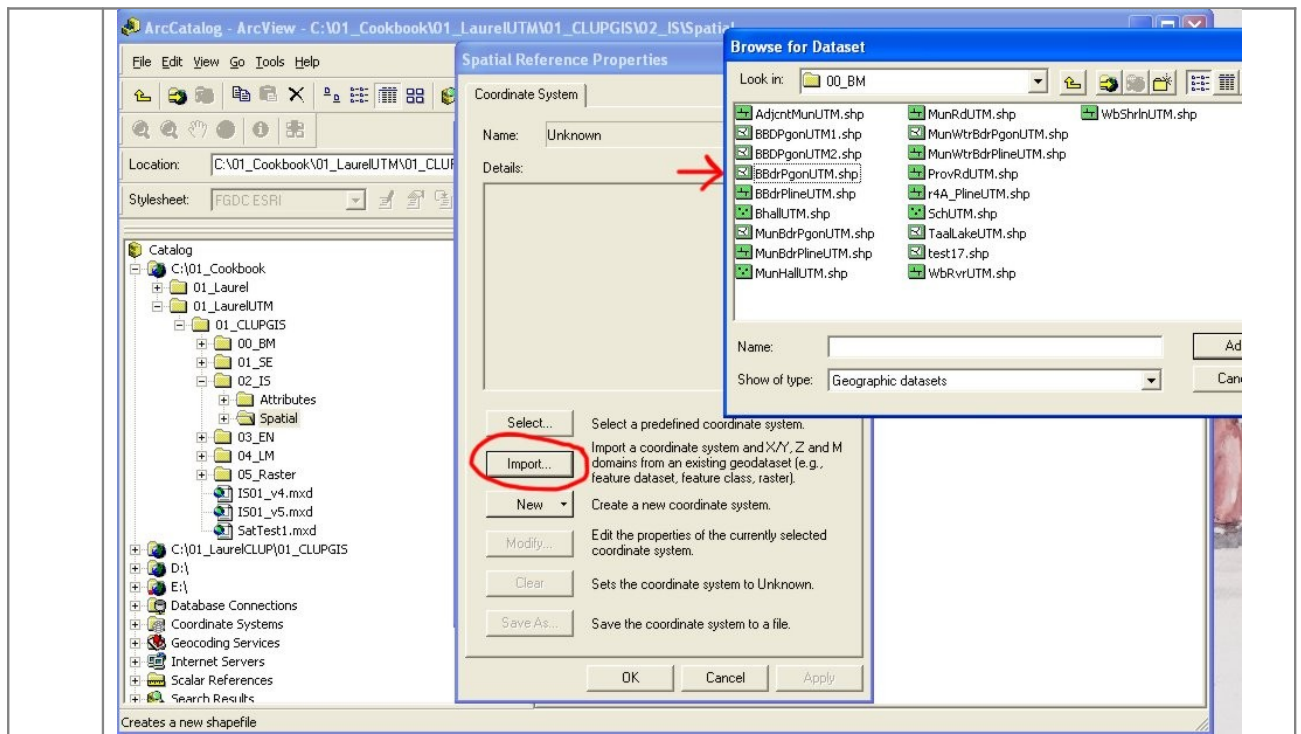 ArcCatalog - ArcView - C:\01_Cookbook\01_LaurelUTM\01_CLUPGIS\02_IS\Spatial
File Edit View Go Tools Help
Location: C:\01_Cookbook\01_LaurelUTM\01_CLUP
Stylesheet: FGDC ESRI
Catalog
C:\01_Cookbook
01_Laurel
01_LaurelUTM
01_CLUPGIS
00_BM
01_SE
02_IS
Attributes
Spatial
03_EN
04_LM
05_Raster
IS01_v4.mxd
IS01_v5.mxd
SatTest1.mxd
C:\01_LaurelCLUP\01_CLUPGIS
D:\
E:\
Database Connections
Coordinate Systems
Geocoding Services
Internet Servers
Scalar References
Search Results
Creates a new shapefile
Spatial Reference Properties
Coordinate System
Name: Unknown
Details:
Select... Select a predefined coordinate system.
Import... Import a coordinate system and X/Y, Z and M
domains from an existing geodataset (e.g.,
feature dataset, feature class, raster).
New Create a new coordinate system.
Modify... Edit the properties of the currently selected
coordinate system.
Clear Sets the coordinate system to Unknown.
Save As... Save the coordinate system to a file.
OK Cancel Apply
Browse for Dataset
Look in: 00_BM
AdjcntMunUTM.shp
BBDPgonUTM1.shp
BBDPgonUTM2.shp
BBdrPgonUTM.shp
BBdrPlineUTM.shp
BhallUTM.shp
MunBdrPgonUTM.shp
MunBdrPlineUTM.shp
MunHallUTM.shp
MunRdUTM.shp
MunWtrBdrPgonUTM.shp
MunWtrBdrPlineUTM.shp
ProvRdUTM.shp
r4A_PlineUTM.shp
SchUTM.shp
TaalLakeUTM.shp
test17.shp
WbRvrUTM.shp
WbShrlnUTM.shp
Name: Ad
Show of type: Geographic datasets Can